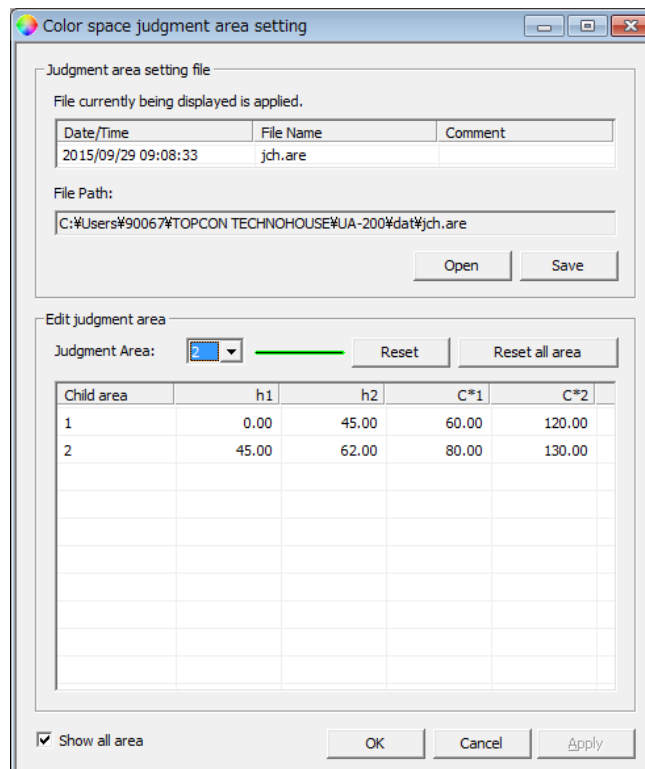 Color space judgment area setting
Judgment area setting file
File currently being displayed is applied.
Date/Time File Name Comment
2015/09/29 09:08:33 jch.are
File Path:
C:¥Users¥90067¥TOPCON TECHNOHOUSE¥UA-200¥dat¥jch.are
Open Save
Edit judgment area
Judgment Area: 2 Reset Reset all area
Child area h1 h2 C*1 C*2
1 0.00 45.00 60.00 120.00
2 45.00 62.00 80.00 130.00
Show all area OK Cancel Apply